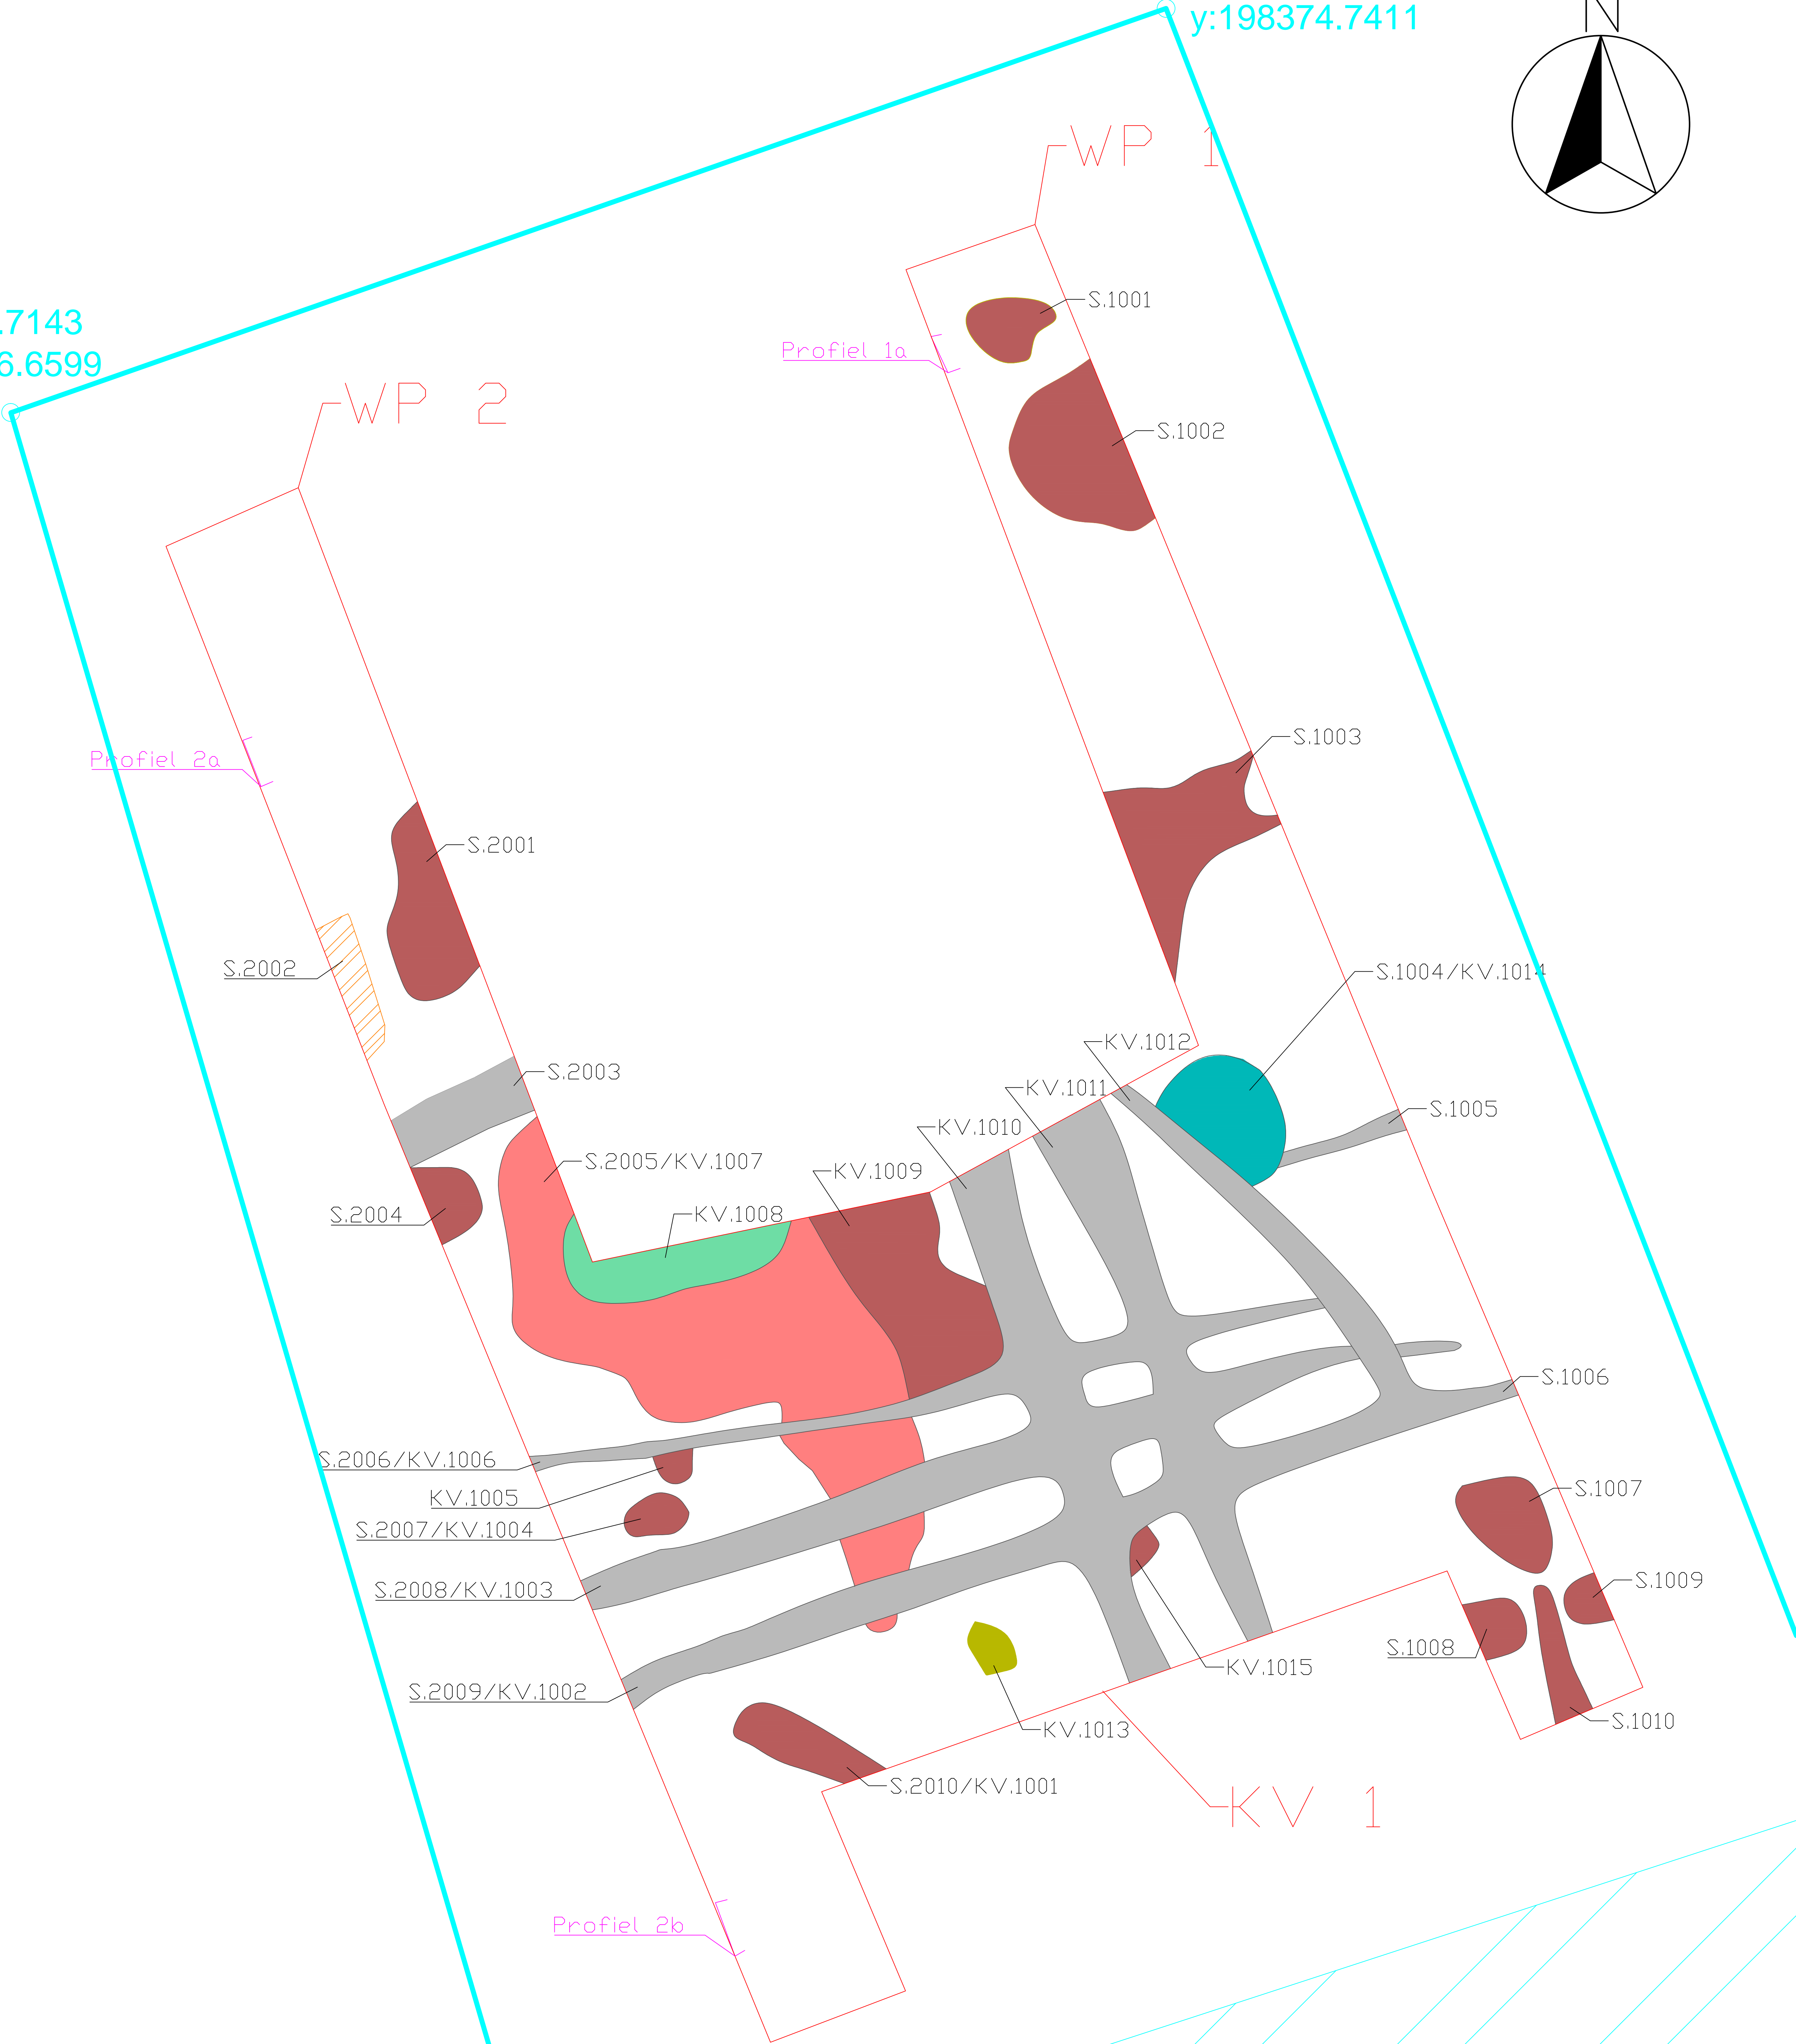 y:198374.7411
N
WP 1
S.1001
.7143
Profiel 1a
6.6599
WP 2
S.1002
S.1003
Profiel 2a
S.2001
S.2002
S.1004/KV.1014
KV.1012
S.2003
KV.1011
S.1005
KV.1010
S.2005/KV.1007
KV.1009
S.2004
KV.1008
S.1006
S.2006/KV.1006
S.1007
KV.1005
S.2007/KV.1004
S.1009
S.2008/KV.1003
S.1008
KV.1015
S.2009/KV.1002
S.1010
KV.1013
S.2010/KV.1001
KV 1
Profiel 2b